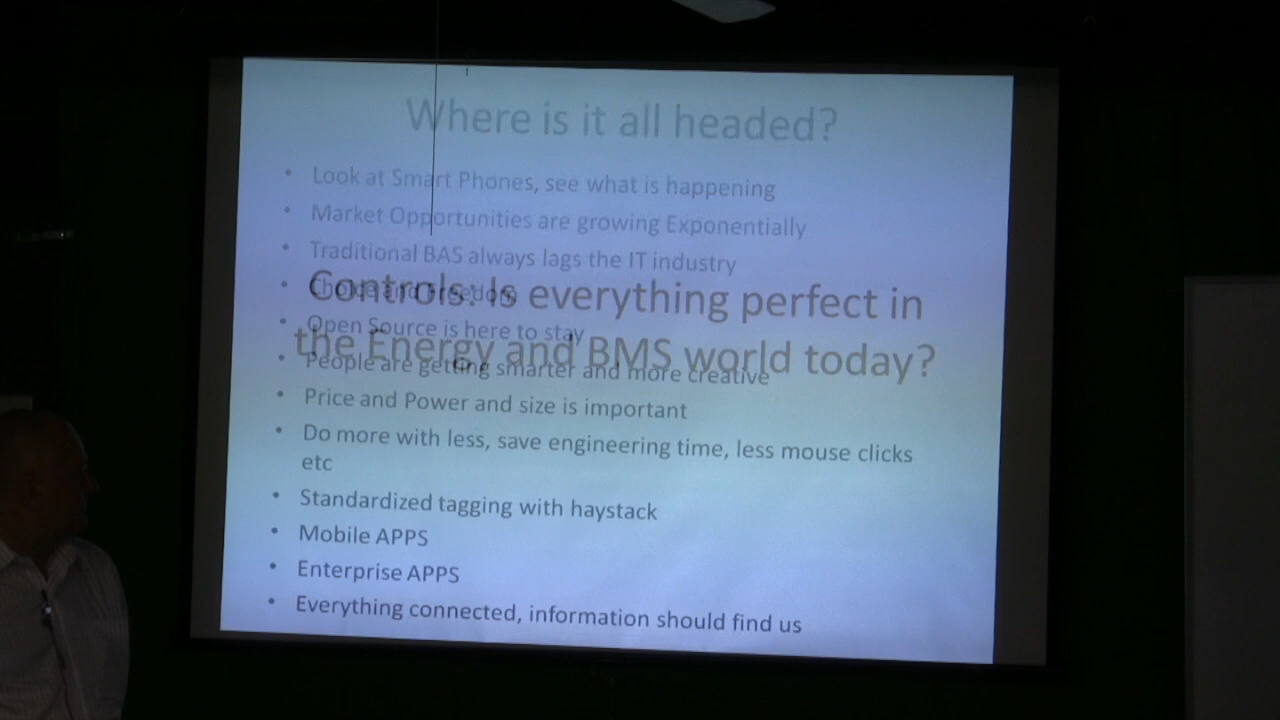 Where is it all headed?
• Look at Smart Phones, see what is happening
• Market Opportunities are growing Exponentially
• Traditional BAS always lags the IT industry
• Choice and Freedom
Controls: Is everything perfect in
• Open Source is here to stay
the Energy and BMS world today?
• People are getting smarter and more creative
• Price and Power and size is important
• Do more with less, save engineering time, less mouse clicks
etc
• Standardized tagging with haystack
• Mobile APPS
• Enterprise APPS
• Everything connected, information should find us